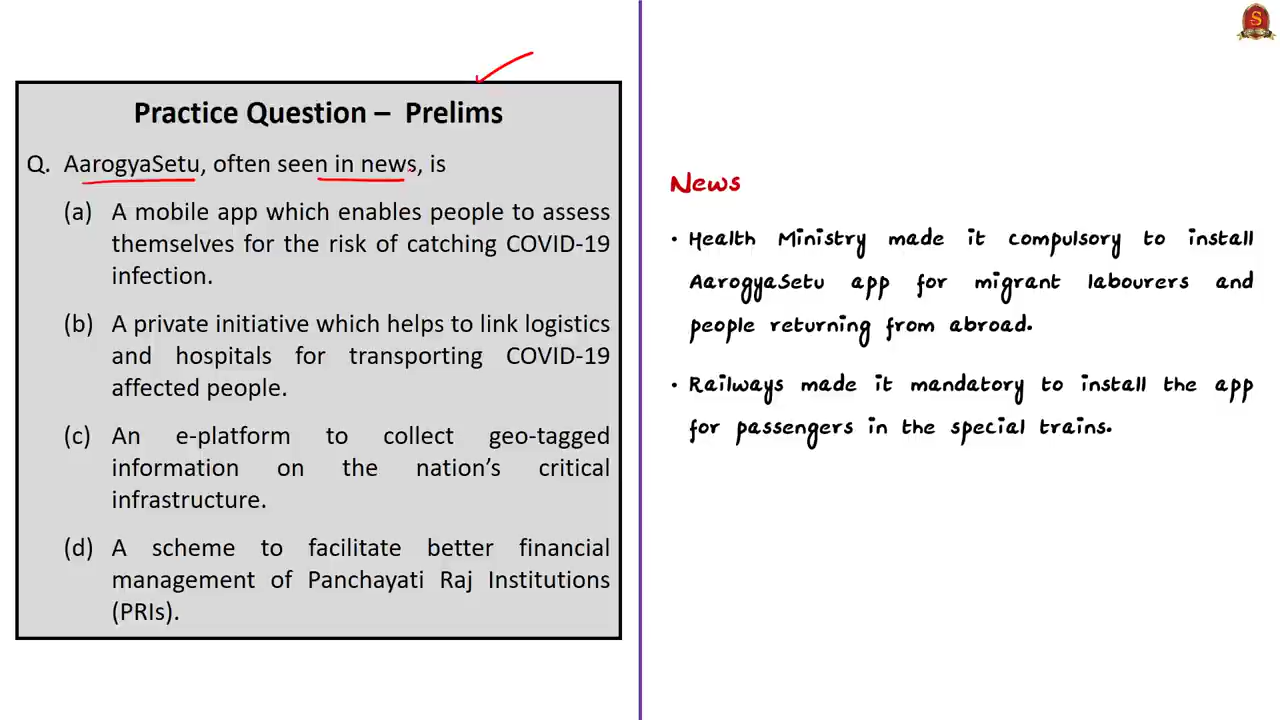 Practice Question – Prelims
Q. AarogyaSetu, often seen in news, is
(a) A mobile app which enables people to assess
themselves for the risk of catching COVID-19
infection.
(b) A private initiative which helps to link logistics
and hospitals for transporting COVID-19
affected people.
(c) An e-platform to collect geo-tagged
information on the nation's critical
infrastructure.
(d) A scheme to facilitate better financial
management of Panchayati Raj Institutions
(PRIs).
S
News
• Health Ministry made it compulsory to install
AarogyaSetu app for migrant labourers and
people returning from abroad.
• Railways made it mandatory to install the app
for passengers in the special trains.